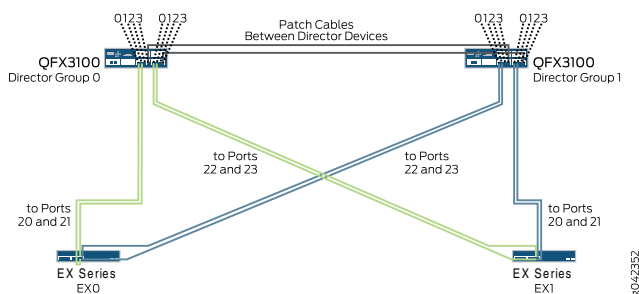 0123 0123
0123 0123
Patch Cables
Between Director Devices
QFX3100
Director Group 0
QFX3100
Director Group 1
to Ports
22 and 23
to Ports
22 and 23
to Ports
20 and 21
to Ports
20 and 21
EX Series
EX0
EX Series
EX1